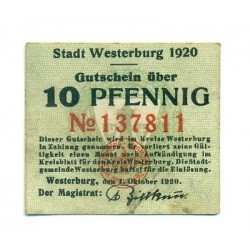 Stadt Westerburg 1920
Gutschein über
10 PFENNIG
№ 137811
Dieser Gutschein wird im Kreise Westerburg
in Zahlung genommen. Er verliert seine Gül-
tigkeit einen Monat nach Aufkündigung im
Kreisblatt für den Kreis Westerburg. Die Stadt-
gemeinde Westerburg haftet für die Einlösung.
Westerburg, den 1. Oktober 1920.
Der Magistrat: